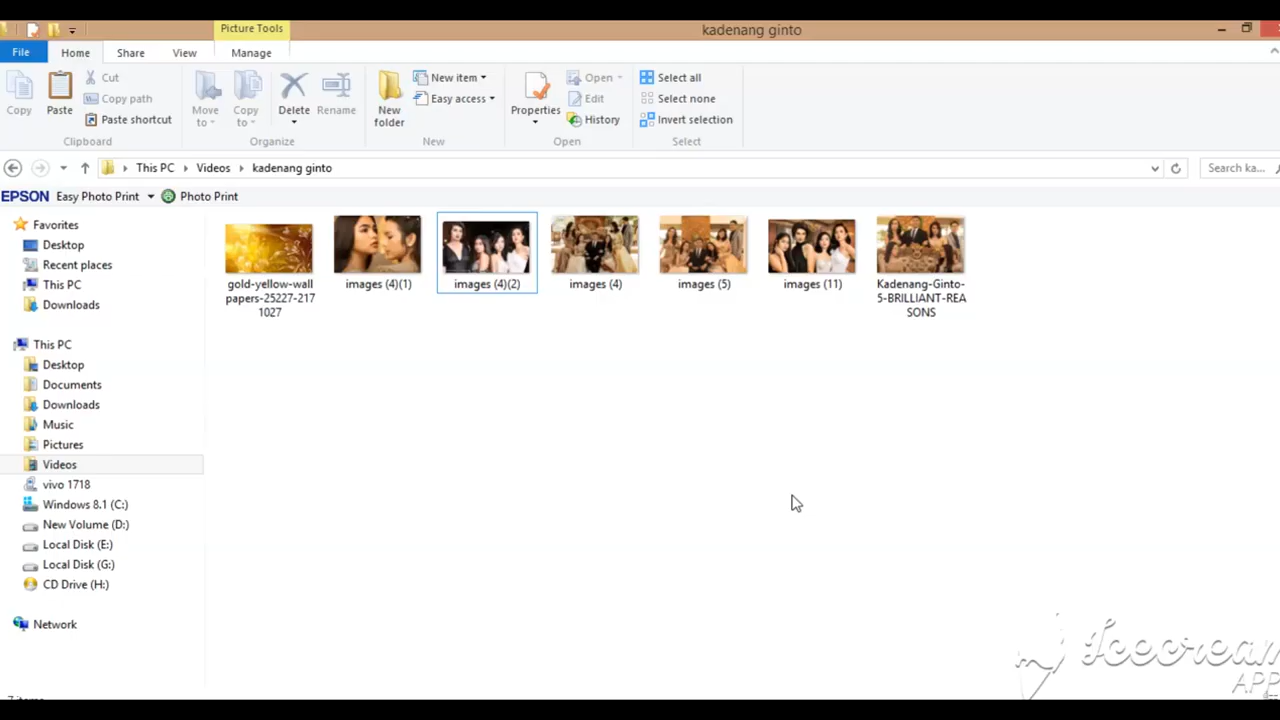 Picture Tools
kadenang ginto
File Home Share View Manage
Copy
Paste
Cut
Copy path
Paste shortcut
Clipboard
Move to
Copy to
Delete
Rename
Organize
New folder
New item
Easy access
New
Properties
Open
Edit
History
Open
Select all
Select none
Invert selection
Select
This PC Videos kadenang ginto
Search ka...
EPSON Easy Photo Print Photo Print
Favorites
Desktop
Recent places
This PC
Downloads
This PC
Desktop
Documents
Downloads
Music
Pictures
Videos
vivo 1718
Windows 8.1 (C:)
New Volume (D:)
Local Disk (E:)
Local Disk (G:)
CD Drive (H:)
Network
gold-yellow-wall
papers-25227-217
1027
images (4)(1)
images (4)(2)
images (4)
images (5)
images (11)
Kadenang-Ginto-
5-BRILLIANT-REA
SONS
Icecream
APP